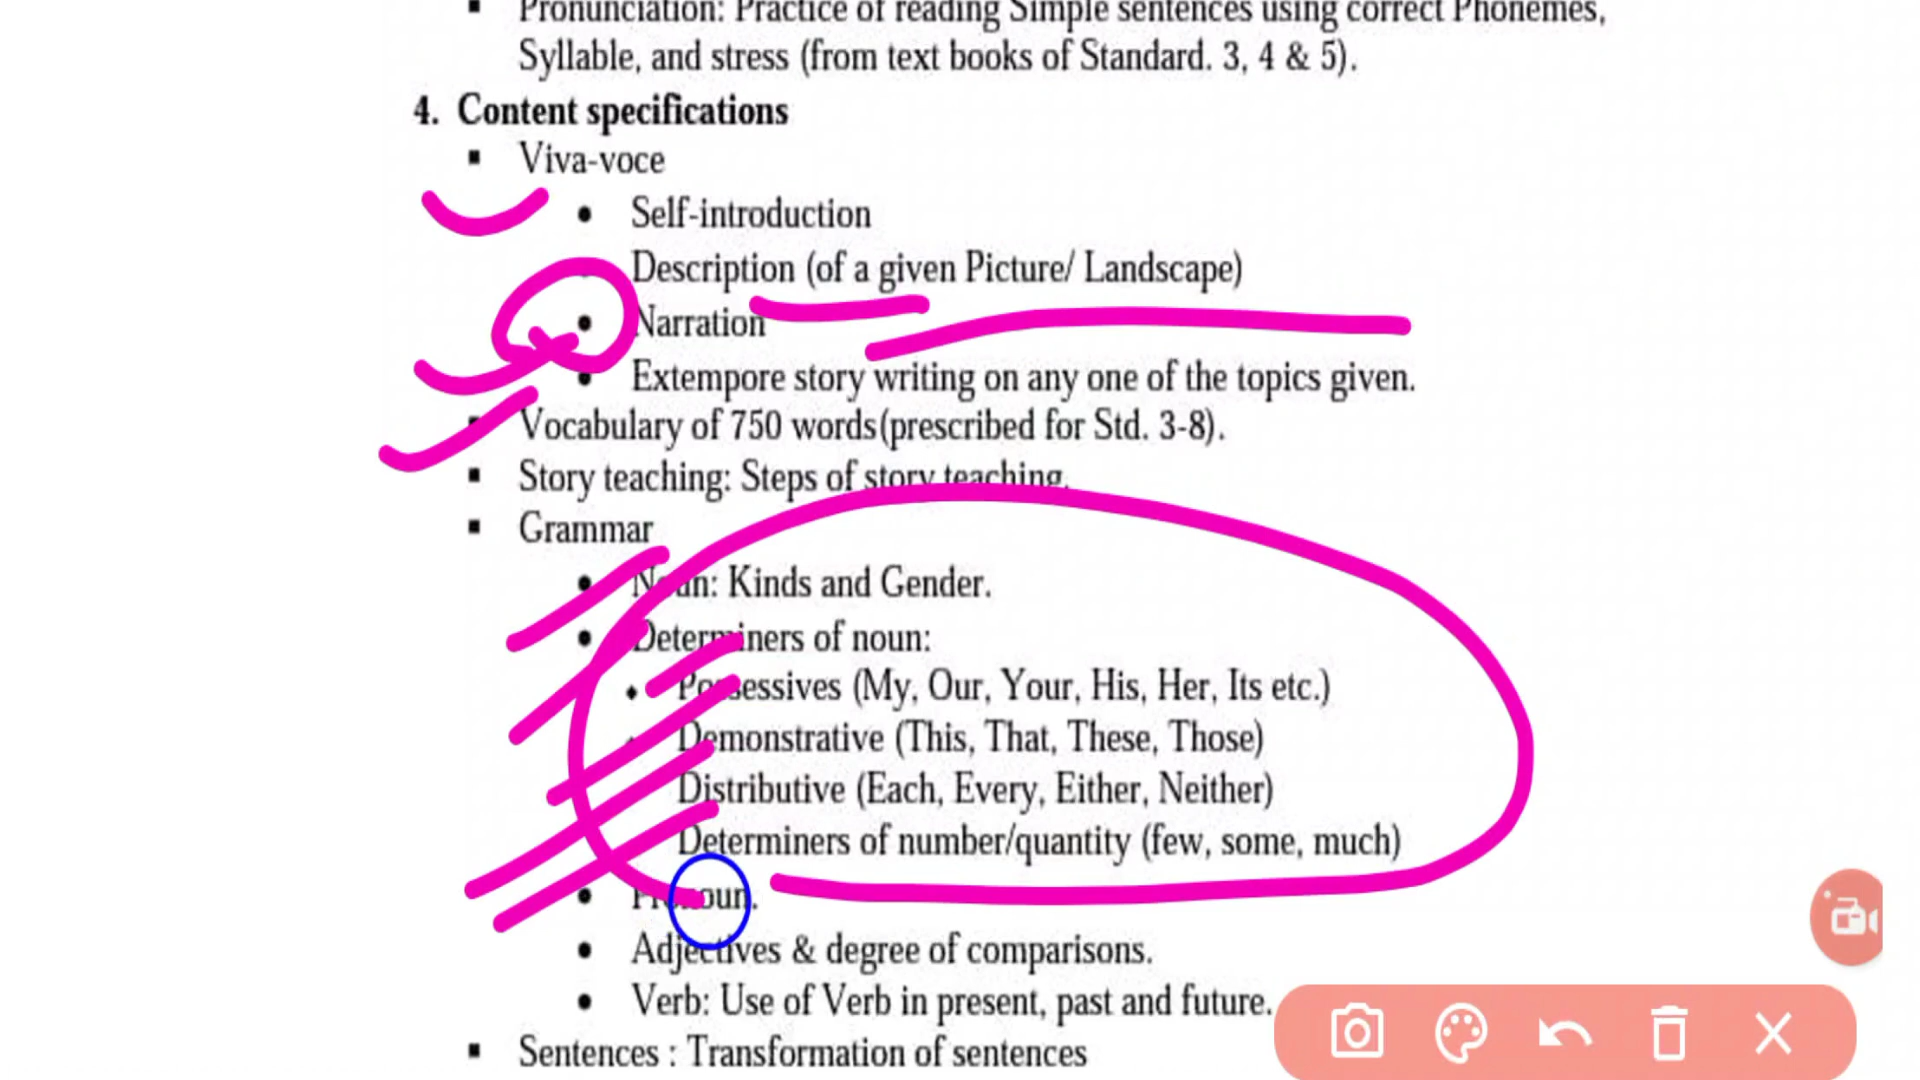 ▪ Pronunciation: Practice of reading Simple sentences using correct Phonemes,
Syllable, and stress (from text books of Standard. 3, 4 & 5).
4. Content specifications
▪ Viva-voce
• Self-introduction
Description (of a given Picture/ Landscape)
• Narration
• Extempore story writing on any one of the topics given.
▪ Vocabulary of 750 words(prescribed for Std. 3-8).
▪ Story teaching: Steps of story teaching.
▪ Grammar
• Noun: Kinds and Gender.
• Determiners of noun:
♦ Possessives (My, Our, Your, His, Her, Its etc.)
Demonstrative (This, That, These, Those)
Distributive (Each, Every, Either, Neither)
Determiners of number/quantity (few, some, much)
• Pronoun.
• Adjectives & degree of comparisons.
• Verb: Use of Verb in present, past and future.
▪ Sentences : Transformation of sentences